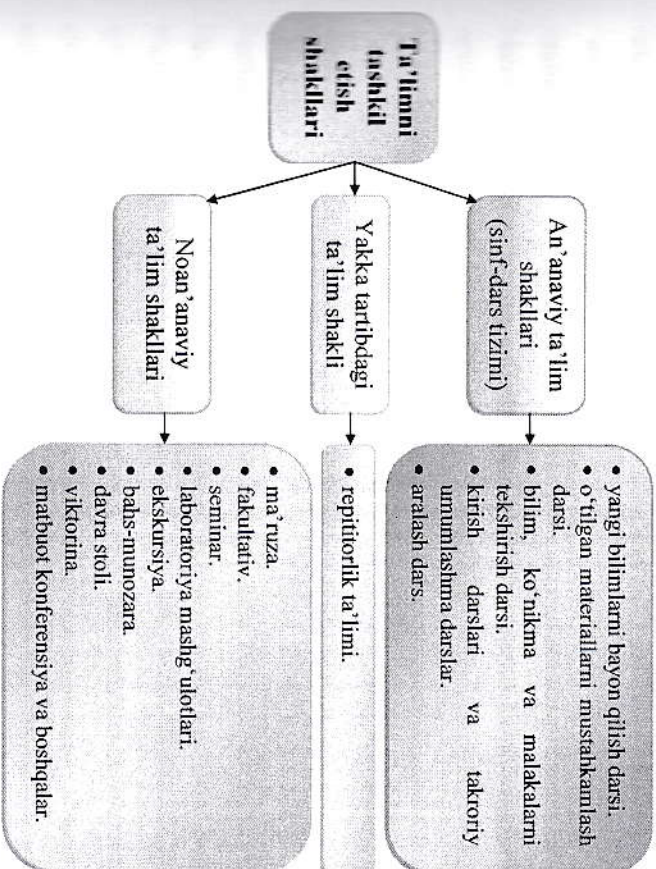 Ta’limni
tashkil
etish
shakllari
An’anaviy ta’lim
shakllari
(sinf-dars tizimi)
• yangi bilimlarni bayon qilish darsi.
• o‘tilgan materiallarni mustahkamlash
darsi.
• bilim, ko‘nikma va malakalarni
tekshirish darsi.
• kirish darslari va takroriy
umumlashma darslar.
• aralash dars.
Yakka tartibdagi
ta’lim shakli
• repititorlik ta’limi.
Noan’anaviy
ta’lim shakllari
• ma’ruza.
• fakultativ.
• seminar.
• laboratoriya mashg‘ulotlari.
• ekskursiya.
• bahs-munozara.
• davra stoli.
• viktorina.
• matbuot konferensiya va boshqalar.